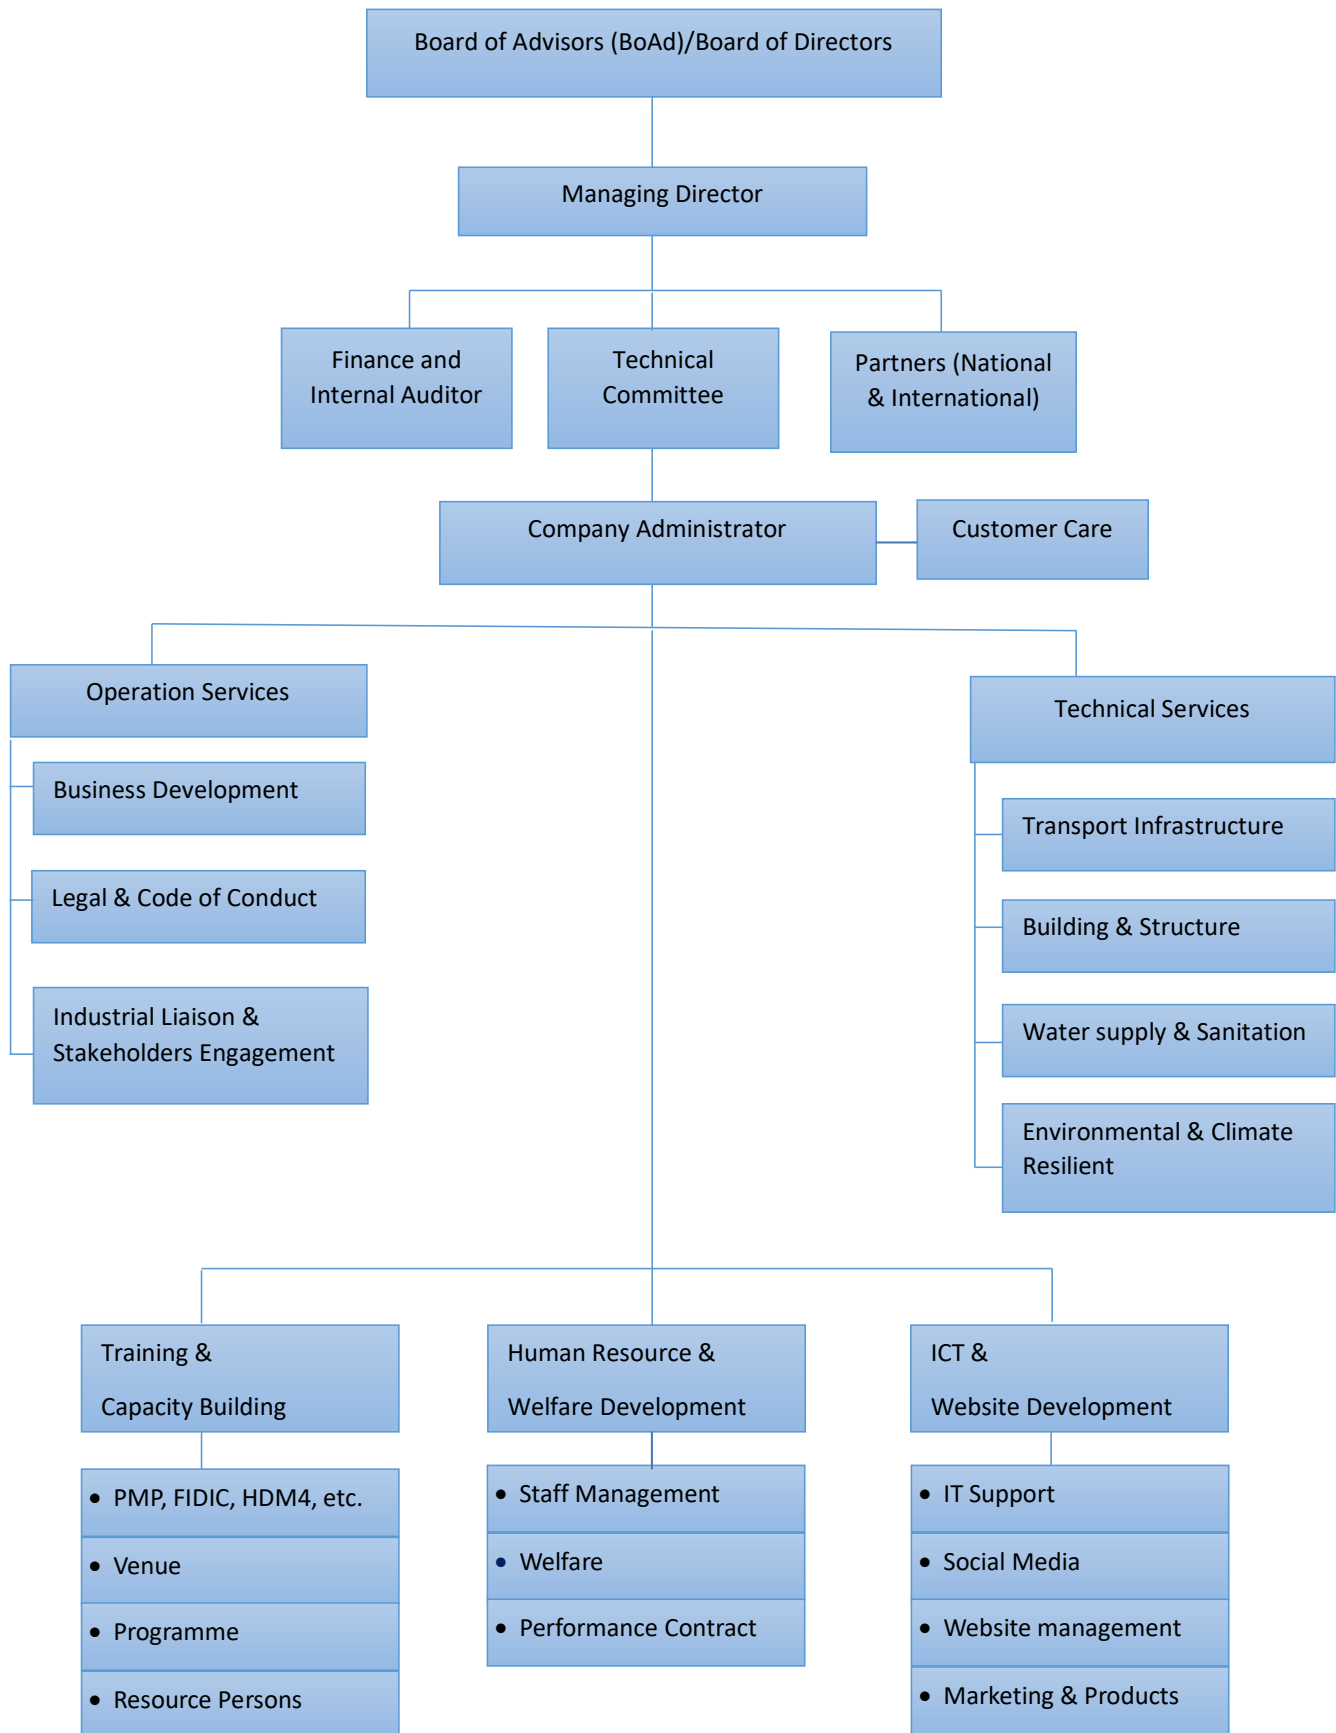 Board of Advisors (BoAd)/Board of Directors
Managing Director
Finance and
Internal Auditor
Technical
Committee
Partners (National
& International)
Company Administrator
Customer Care
Operation Services
Business Development
Legal & Code of Conduct
Industrial Liaison &
Stakeholders Engagement
Technical Services
Transport Infrastructure
Building & Structure
Water supply & Sanitation
Environmental & Climate
Resilient
Training &
Capacity Building
• PMP, FIDIC, HDM4, etc.
• Venue
• Programme
• Resource Persons
Human Resource &
Welfare Development
• Staff Management
• Welfare
• Performance Contract
ICT &
Website Development
• IT Support
• Social Media
• Website management
• Marketing & Products